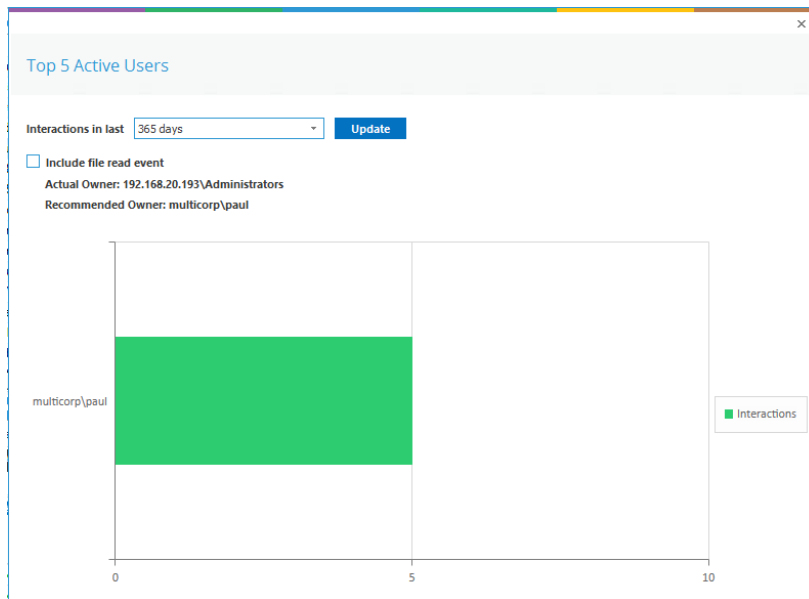 Top 5 Active Users
Interactions in last 365 days Update
Include file read event
Actual Owner: 192.168.20.193\Administrators
Recommended Owner: multicorp\paul
multicorp\paul
Interactions
0 5 10